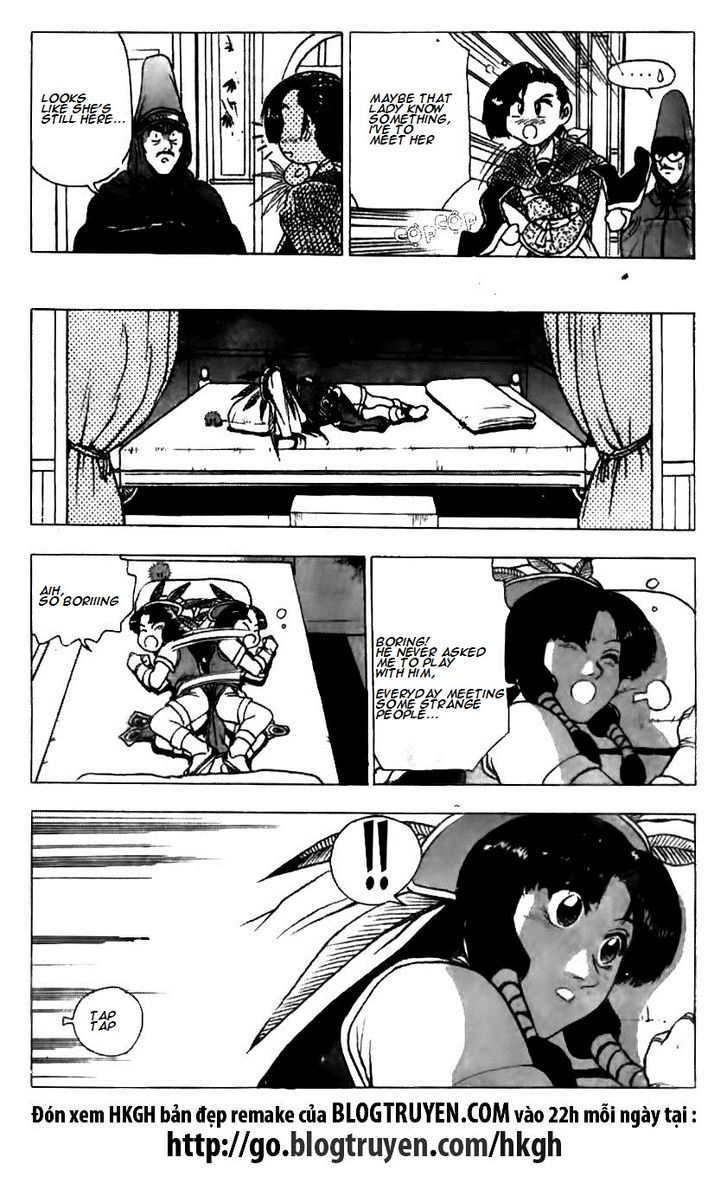 LOOKS
LIKE SHE'S
STILL HERE...
MAYBE THAT
LADY KNOW
SOMETHING,
I'VE TO
MEET HER
......
CỘP CỘP
AIH,
SO BORIIING
BORING!
HE NEVER ASKED
ME TO PLAY
WITH HIM,
EVERYDAY MEETING
SOME STRANGE
PEOPLE...
!!
TAP
TAP
Đón xem HKGH bản đẹp remake của BLOGTRUYEN.COM vào 22h mỗi ngày tại :
http://go.blogtruyen.com/hkgh